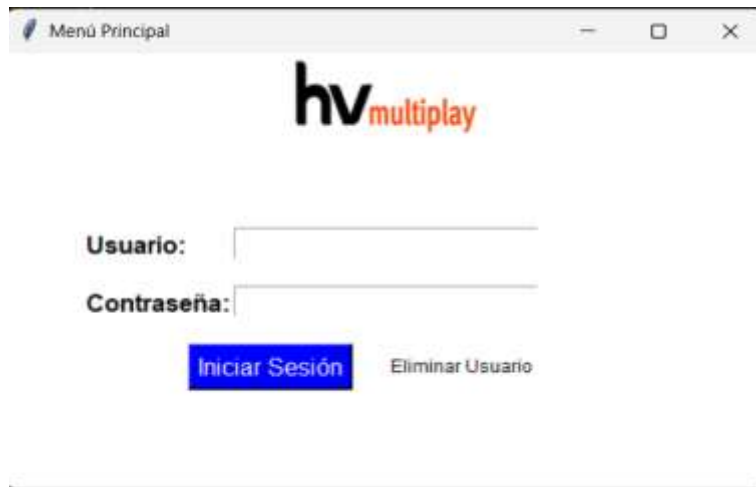 Menú Principal
hv multiplay
Usuario:
Contraseña:
Iniciar Sesión Eliminar Usuario